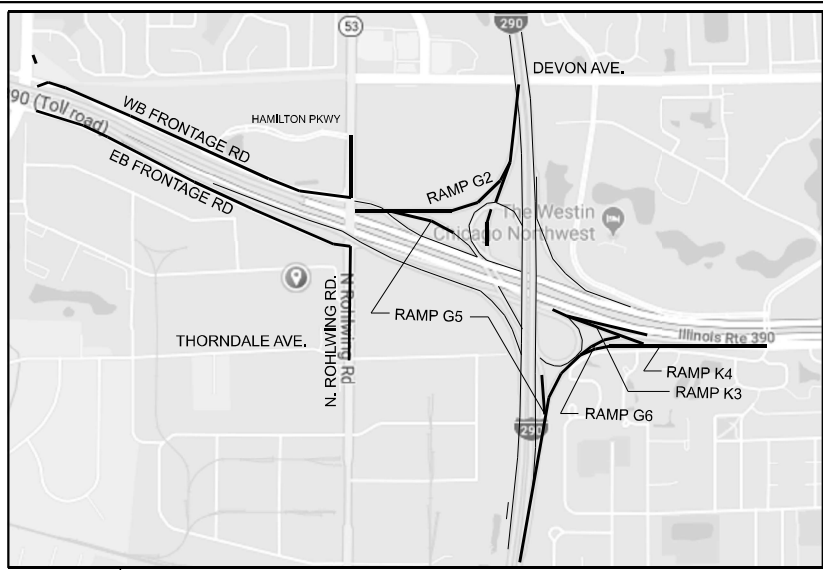 53
290
DEVON AVE.
90 (Toll road)
WB FRONTAGE RD
HAMILTON PKWY
EB FRONTAGE RD
RAMP G2
The Westin
Chicago Northwest
N. ROHLWING RD.
N Rohlwing Rd
RAMP G5
THORNDALE AVE.
Illinois Rte 390
RAMP K4
RAMP K3
RAMP G6
290